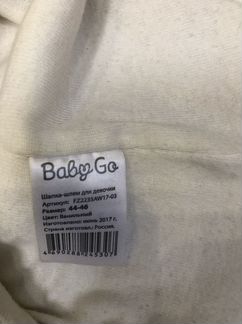 Baby Go
Шапка-шлем для девочки
Артикул: FZ2235AW17-03
Размер: 44-46
Цвет: Ванильный
Изготовлено: июнь 2017 г.
Страна изготовл.: Россия.
4690288245307